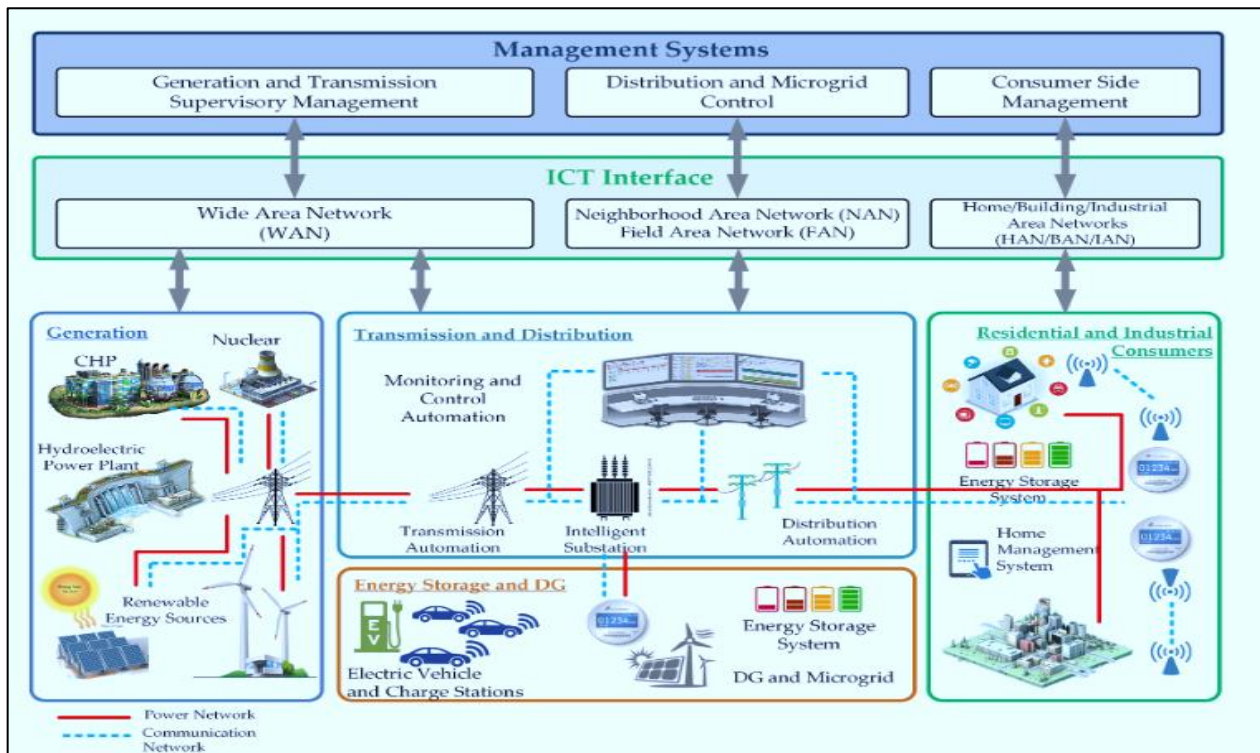 Management Systems
Generation and Transmission
Supervisory Management
Distribution and Microgrid
Control
Consumer Side
Management
ICT Interface
Wide Area Network
(WAN)
Neighborhood Area Network (NAN)
Field Area Network (FAN)
Home/Building/Industrial
Area Networks
(HAN/BAN/IAN)
Generation
CHP
Nuclear
Hydroelectric
Power Plant
Renewable
Energy Sources
Transmission and Distribution
Monitoring and
Control
Automation
Transmission
Automation
Intelligent
Substation
Distribution
Automation
Energy Storage and DG
EV
Electric Vehicle
and Charge Stations
01234
Energy Storage
System
DG and Microgrid
Residential and Industrial
Consumers
Energy Storage
System
01234
Home
Management
System
01234
Power Network
Communication
Network